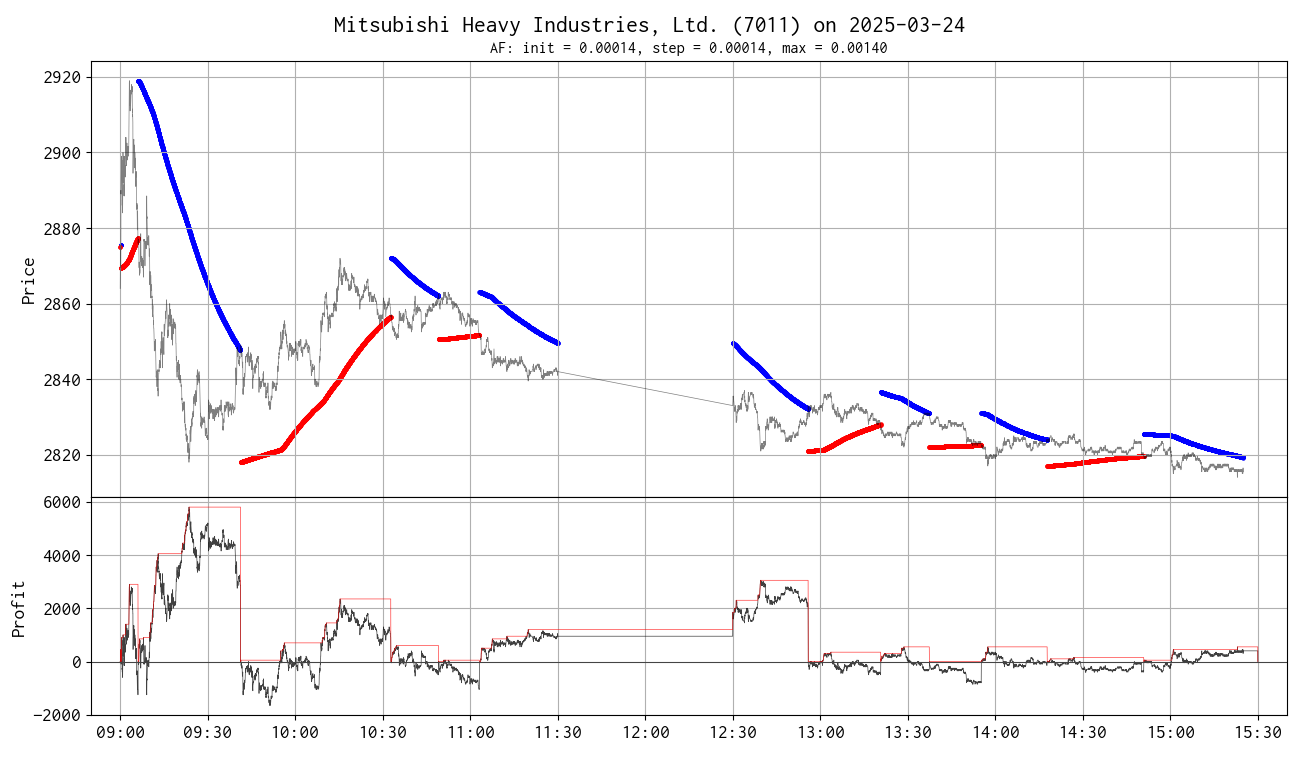 Mitsubishi Heavy Industries, Ltd. (7011) on 2025-03-24
AF: init = 0.00014, step = 0.00014, max = 0.00140
Price
2920
2900
2880
2860
2840
2820
Profit
6000
4000
2000
0
−2000
09:00 09:30 10:00 10:30 11:00 11:30 12:00 12:30 13:00 13:30 14:00 14:30 15:00 15:30